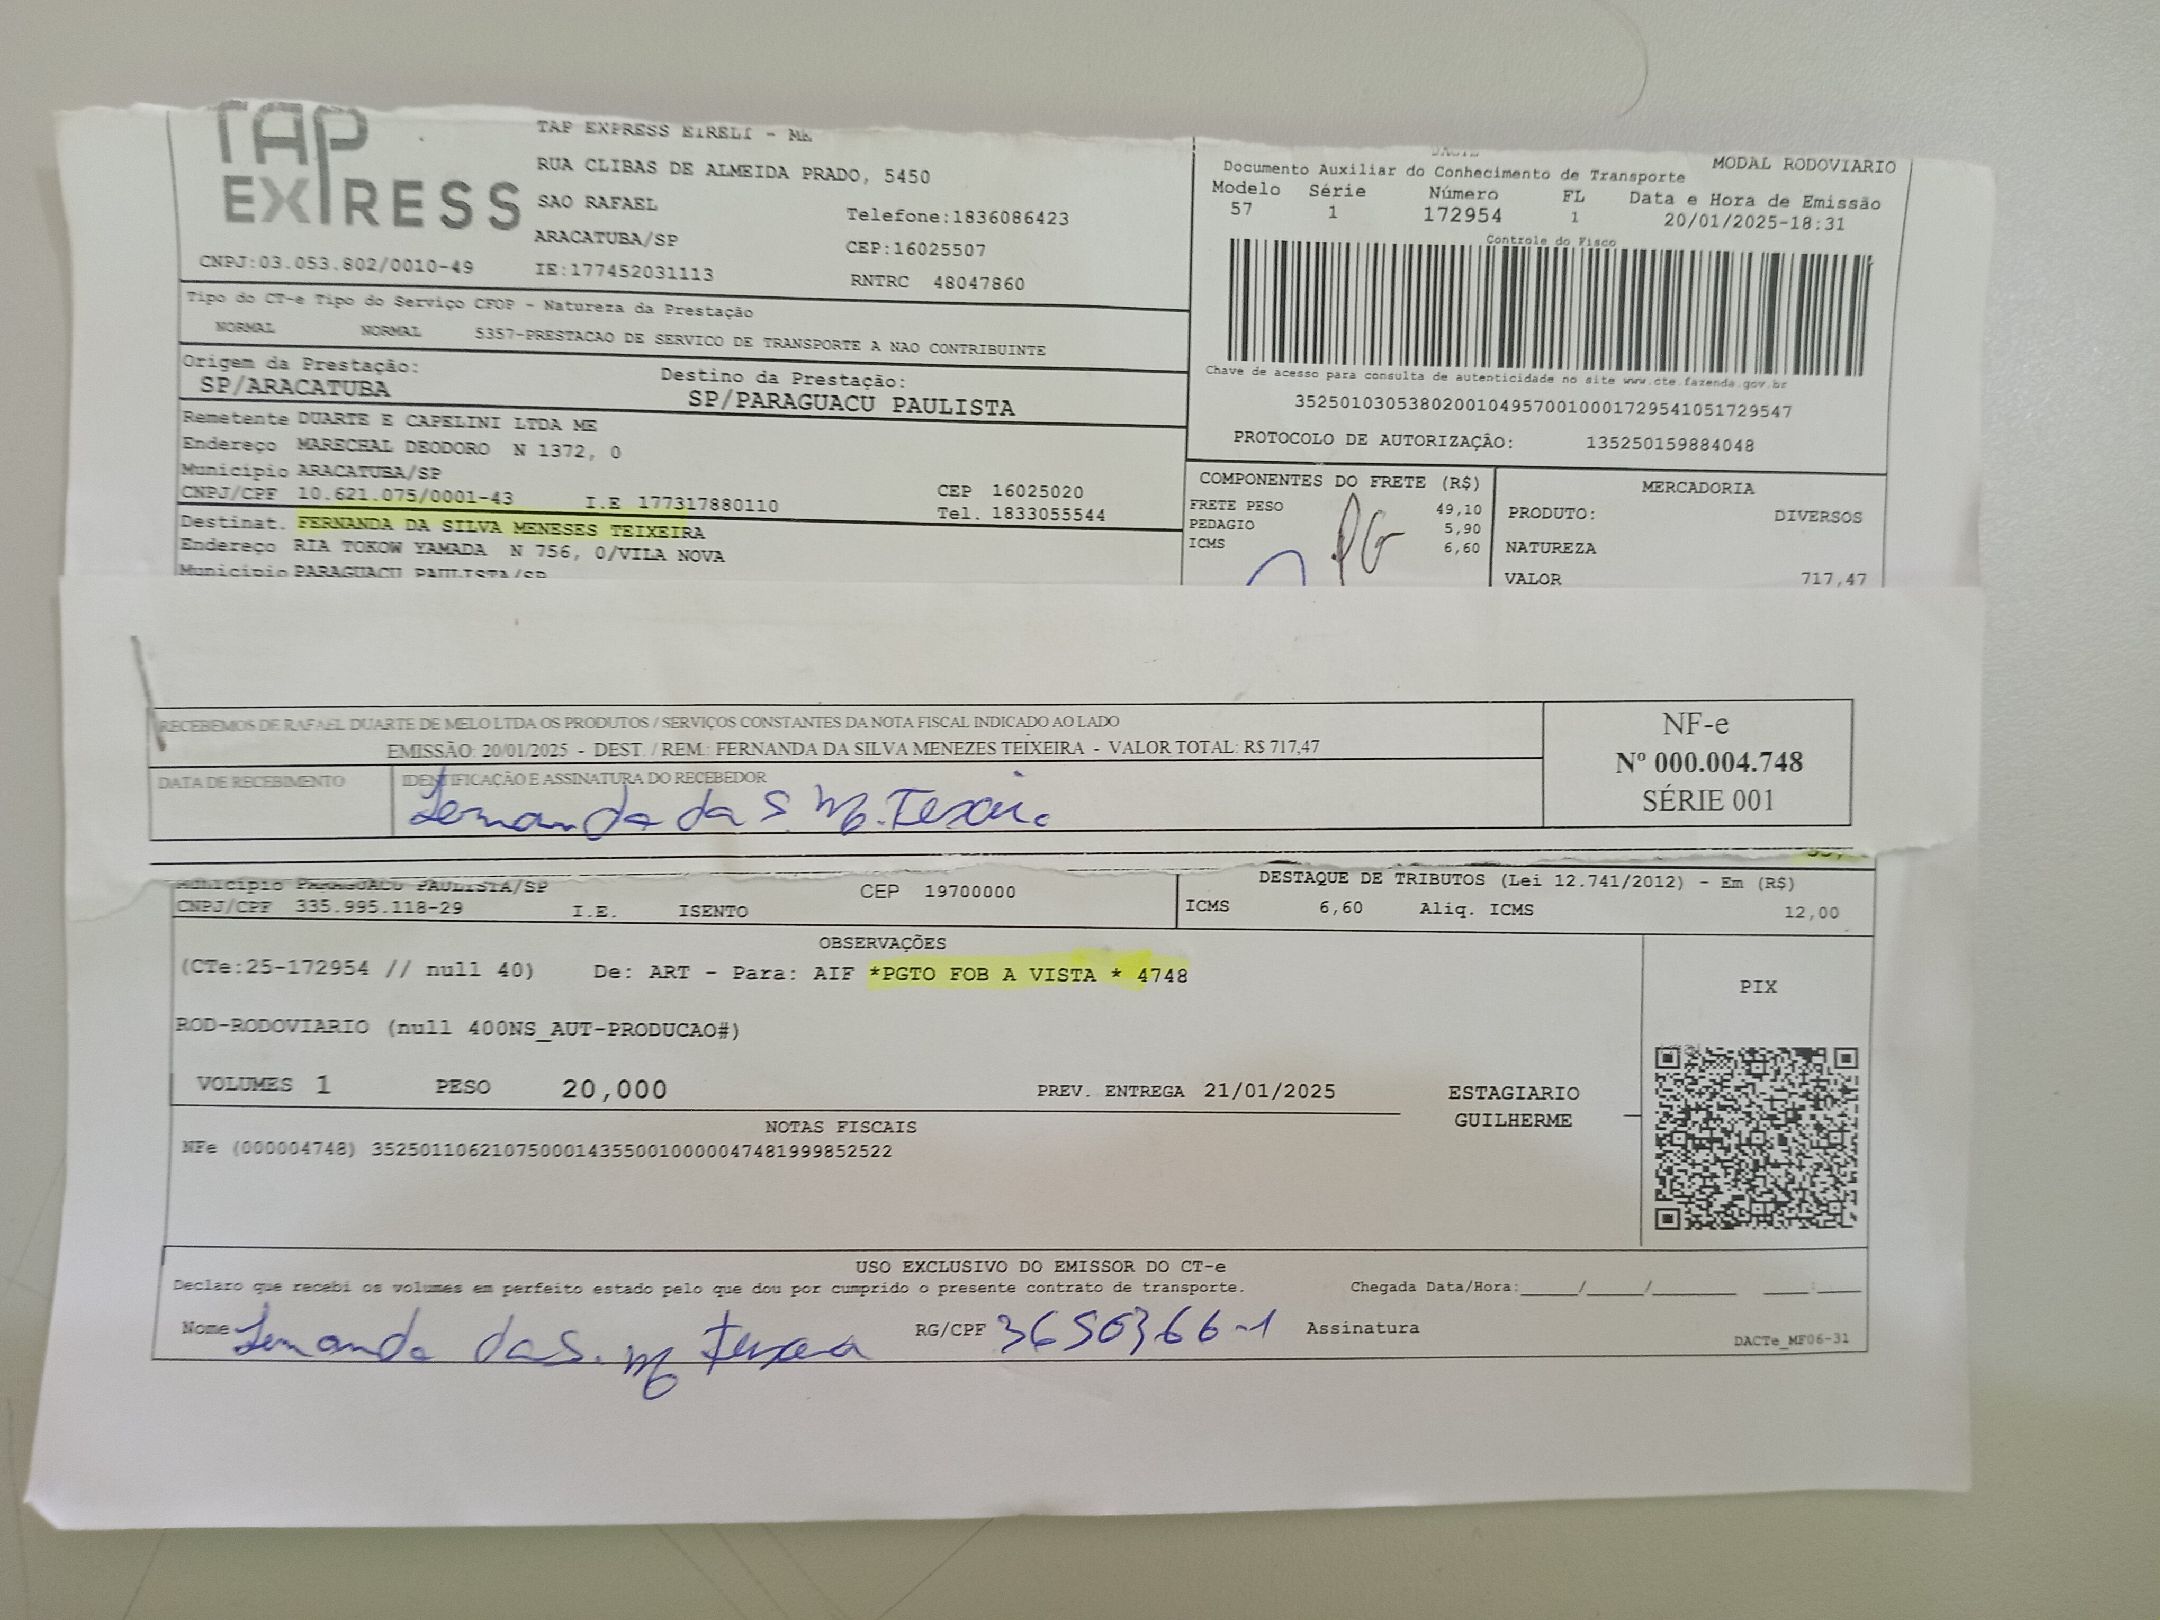 TAP EXPRESS
TAP EXPRESS EIRELI - ME
RUA CLIBAS DE ALMEIDA PRADO, 5450
SAO RAFAEL
Telefone:1836086423
ARACATUBA/SP
CEP:16025507
CNPJ:03.053.802/0010-49
IE:177452031113
RNTRC 48047860
MODAL RODOVIARIO
Documento Auxiliar do Conhecimento de Transporte
Modelo Série Número FL Data e Hora de Emissão
57 1 172954 1 20/01/2025-18:31
Controle do Fisco
Chave de acesso para consulta de autenticidade no site www.cte.fazenda.gov.br
35250103053802001049570010001729541051729547
PROTOCOLO DE AUTORIZAÇÃO: 135250159884048
Tipo do CT-e Tipo do Serviço CFOP - Natureza da Prestação
NORMAL NORMAL 5357-PRESTACAO DE SERVICO DE TRANSPORTE A NAO CONTRIBUINTE
Origem da Prestação: Destino da Prestação:
SP/ARACATUBA SP/PARAGUACU PAULISTA
Remetente DUARTE E CAPELINI LTDA ME
Endereço MARECHAL DEODORO N 1372, 0
Município ARACATUBA/SP CEP 16025020
CNPJ/CPF 10.621.075/0001-43 I.E 177317880110 Tel. 1833055544
Destinat. FERNANDA DA SILVA MENESES TEIXEIRA
Endereço RIA TOKOW YAMADA N 756, 0/VILA NOVA
Município PARAGUACU PAULISTA/SP
COMPONENTES DO FRETE (R$)
FRETE PESO 49,10
PEDAGIO 5,90
ICMS 6,60
PG
MERCADORIA
PRODUTO: DIVERSOS
NATUREZA
VALOR 717,47
RECEBEMOS DE RAFAEL DUARTE DE MELO LTDA OS PRODUTOS / SERVIÇOS CONSTANTES DA NOTA FISCAL INDICADO AO LADO
EMISSÃO: 20/01/2025 - DEST. / REM.: FERNANDA DA SILVA MENEZES TEIXEIRA - VALOR TOTAL: R$ 717,47
DATA DE RECEBIMENTO
IDENTIFICAÇÃO E ASSINATURA DO RECEBEDOR
NF-e
Nº 000.004.748
SÉRIE 001
Município PARAGUACU PAULISTA/SP CEP 19700000
CNPJ/CPF 335.995.118-29 I.E. ISENTO
DESTAQUE DE TRIBUTOS (Lei 12.741/2012) - Em (R$)
ICMS 6,60 Aliq. ICMS 12,00
OBSERVAÇÕES
(CTe:25-172954 // null 40) De: ART - Para: AIF *PGTO FOB A VISTA * 4748
ROD-RODOVIARIO (null 400NS_AUT-PRODUCAO#)
PIX
VOLUMES 1 PESO 20,000 PREV. ENTREGA 21/01/2025
ESTAGIARIO
GUILHERME
NOTAS FISCAIS
NFe (000004748) 35250110621075000143550010000047481999852522
USO EXCLUSIVO DO EMISSOR DO CT-e
Declaro que recebi os volumes em perfeito estado pelo que dou por cumprido o presente contrato de transporte. Chegada Data/Hora:_____/_____/_______ ____:____
Nome RG/CPF 3650366-1 Assinatura
DACTe_MF06-31